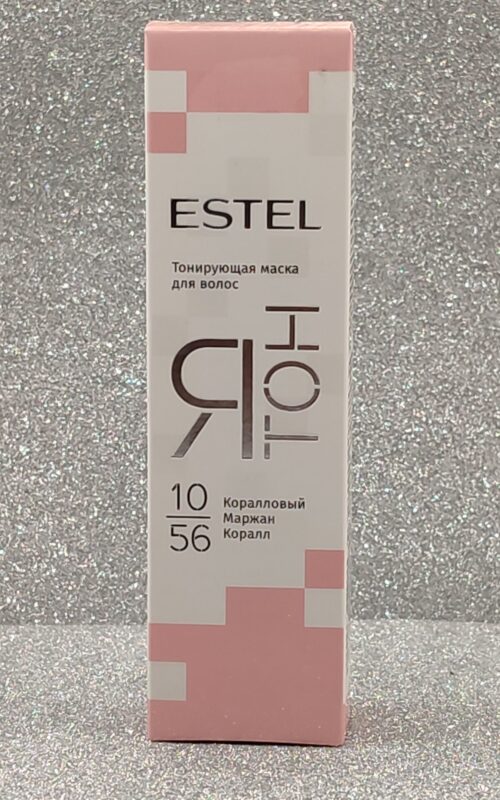 ESTEL
Тонирующая маска
для волос
Я
ТОН
10
56
Коралловый
Маржан
Коралл